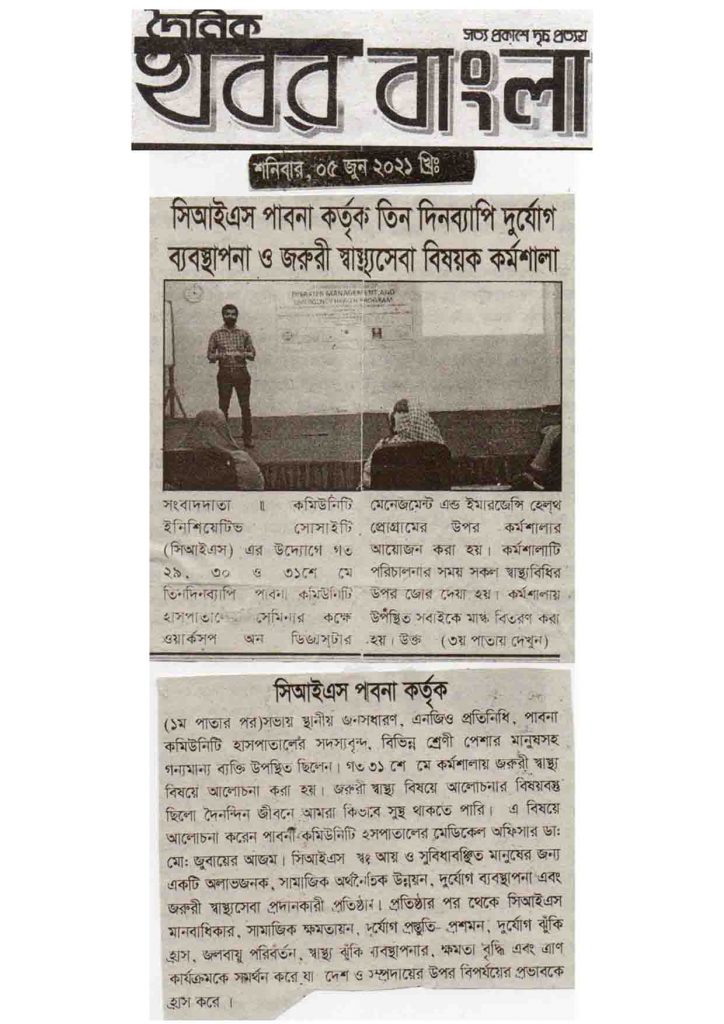 দৈনিক
সত্য প্রকাশে দৃঢ় প্রত্যয়
খবর বাংলা
শনিবার, ০৫ জুন ২০২১ খ্রিঃ
সিআইএস পাবনা কর্তৃক তিন দিনব্যাপি দুর্যোগ
ব্যবস্থাপনা ও জরুরী স্বাস্থ্যসেবা বিষয়ক কর্মশালা
DISASTER MANAGEMENT AND
EMERGENCY HEALTH PROGRAM
সংবাদদাতা ॥ কমিউনিটি
ইনিশিয়েটিভ সোসাইটি
(সিআইএস) এর উদ্যোগে গত
২৯, ৩০ ও ৩১শে মে
তিনদিনব্যাপি পাবনা কমিউনিটি
হাসপাতালের সেমিনার কক্ষে
ওয়ার্কসপ অন ডিজাস্টার
মেনেজমেন্ট এন্ড ইমারজেন্সি হেল্থ
প্রোগ্রামের উপর কর্মশালার
আয়োজন করা হয়। কর্মশালাটি
পরিচালনার সময় সকল স্বাস্থ্যবিধির
উপর জোর দেয়া হয়। কর্মশালায়
উপস্থিত সবাইকে মাস্ক বিতরণ করা
হয়। উক্ত (৩য় পাতায় দেখুন)
সিআইএস পাবনা কর্তৃক
(১ম পাতার পর)সভায় স্থানীয় জনসধারণ, এনজিও প্রতিনিধি, পাবনা
কমিউনিটি হাসপাতালের সদস্যবৃন্দ, বিভিন্ন শ্রেণী পেশার মানুষসহ
গন্যমান্য ব্যক্তি উপস্থিত ছিলেন। গত ৩১ শে মে কর্মশালায় জরুরী স্বাস্থ্য
বিষয়ে আলোচনা করা হয়। জরুরী স্বাস্থ্য বিষয়ে আলোচনার বিষয়বস্তু
ছিলো দৈনন্দিন জীবনে আমরা কিভাবে সুস্থ থাকতে পারি। এ বিষয়ে
আলোচনা করেন পাবনা কমিউনিটি হাসপাতালের মেডিকেল অফিসার ডা:
মো: জুবায়ের আজম। সিআইএস স্বল্প আয় ও সুবিধাবঞ্চিত মানুষের জন্য
একটি অলাভজনক, সামাজিক অর্থনৈতিক উন্নয়ন, দুর্যোগ ব্যবস্থাপনা এবং
জরুরী স্বাস্থ্যসেবা প্রদানকারী প্রতিষ্ঠান। প্রতিষ্ঠার পর থেকে সিআইএস
মানবাধিকার, সামাজিক ক্ষমতায়ন, দুর্যোগ প্রস্তুতি- প্রশমন, দুর্যোগ ঝুঁকি
হ্রাস, জলবায়ু পরিবর্তন, স্বাস্থ্য ঝুঁকি ব্যবস্থাপনার, ক্ষমতা বৃদ্ধি এবং ত্রাণ
কার্যক্রমকে সমর্থন করে যা দেশ ও সম্প্রদায়ের উপর বিপর্যয়ের প্রভাবকে
হ্রাস করে ।